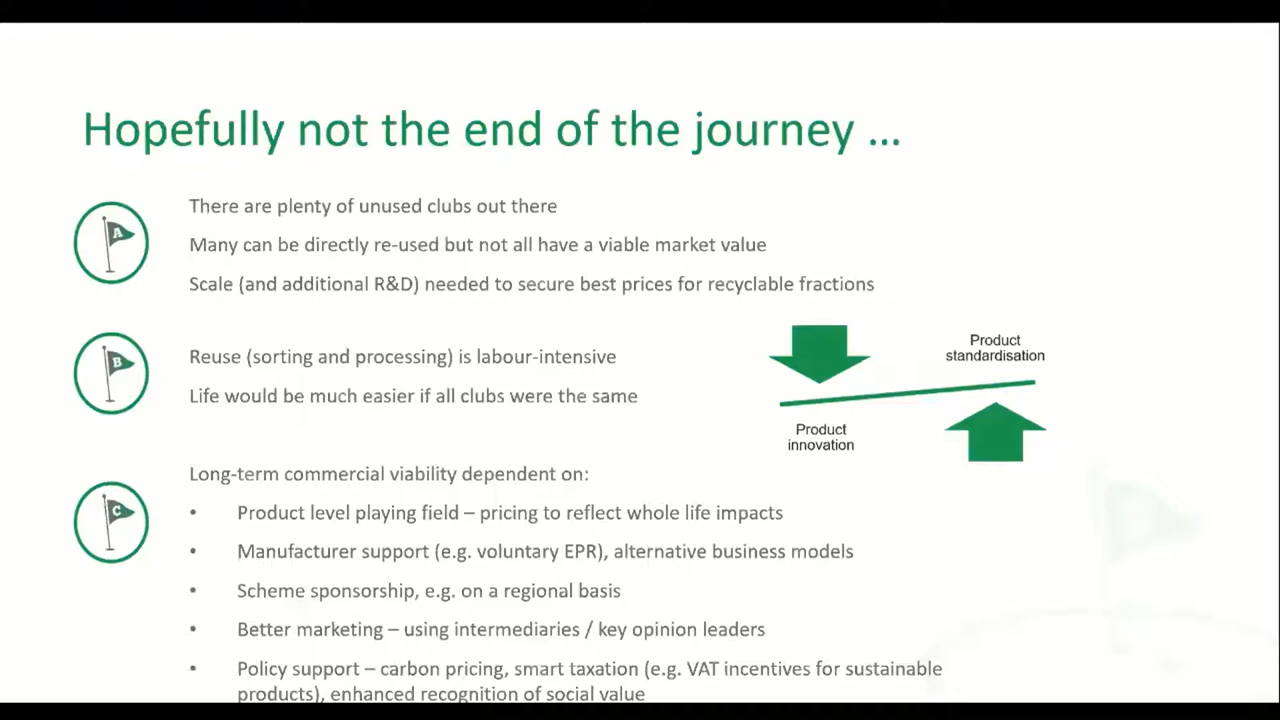 Hopefully not the end of the journey ...
A
There are plenty of unused clubs out there
Many can be directly re-used but not all have a viable market value
Scale (and additional R&D) needed to secure best prices for recyclable fractions
B
Reuse (sorting and processing) is labour-intensive
Life would be much easier if all clubs were the same
Product
standardisation
Product
innovation
C
Long-term commercial viability dependent on:
• Product level playing field – pricing to reflect whole life impacts
• Manufacturer support (e.g. voluntary EPR), alternative business models
• Scheme sponsorship, e.g. on a regional basis
• Better marketing – using intermediaries / key opinion leaders
• Policy support – carbon pricing, smart taxation (e.g. VAT incentives for sustainable
products), enhanced recognition of social value